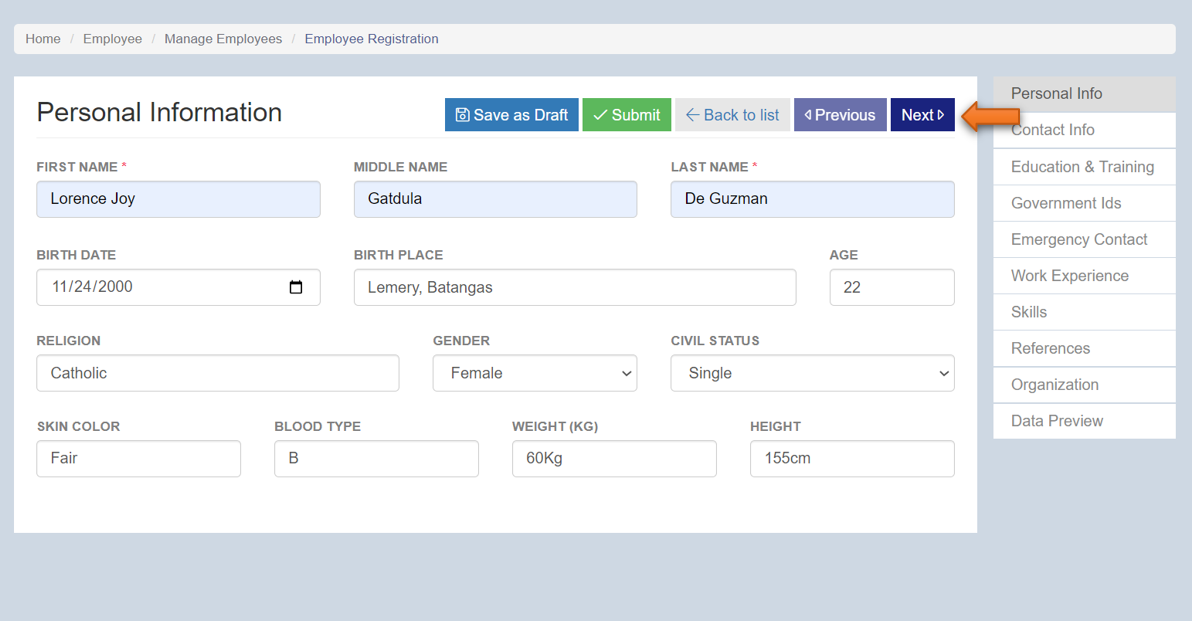 Home / Employee / Manage Employees / Employee Registration
Personal Information
Save as Draft Submit Back to list Previous Next
FIRST NAME * MIDDLE NAME LAST NAME *
Lorence Joy Gatdula De Guzman
BIRTH DATE BIRTH PLACE AGE
11/24/2000 Lemery, Batangas 22
RELIGION GENDER CIVIL STATUS
Catholic Female Single
SKIN COLOR BLOOD TYPE WEIGHT (KG) HEIGHT
Fair B 60Kg 155cm
Personal Info
Contact Info
Education & Training
Government Ids
Emergency Contact
Work Experience
Skills
References
Organization
Data Preview